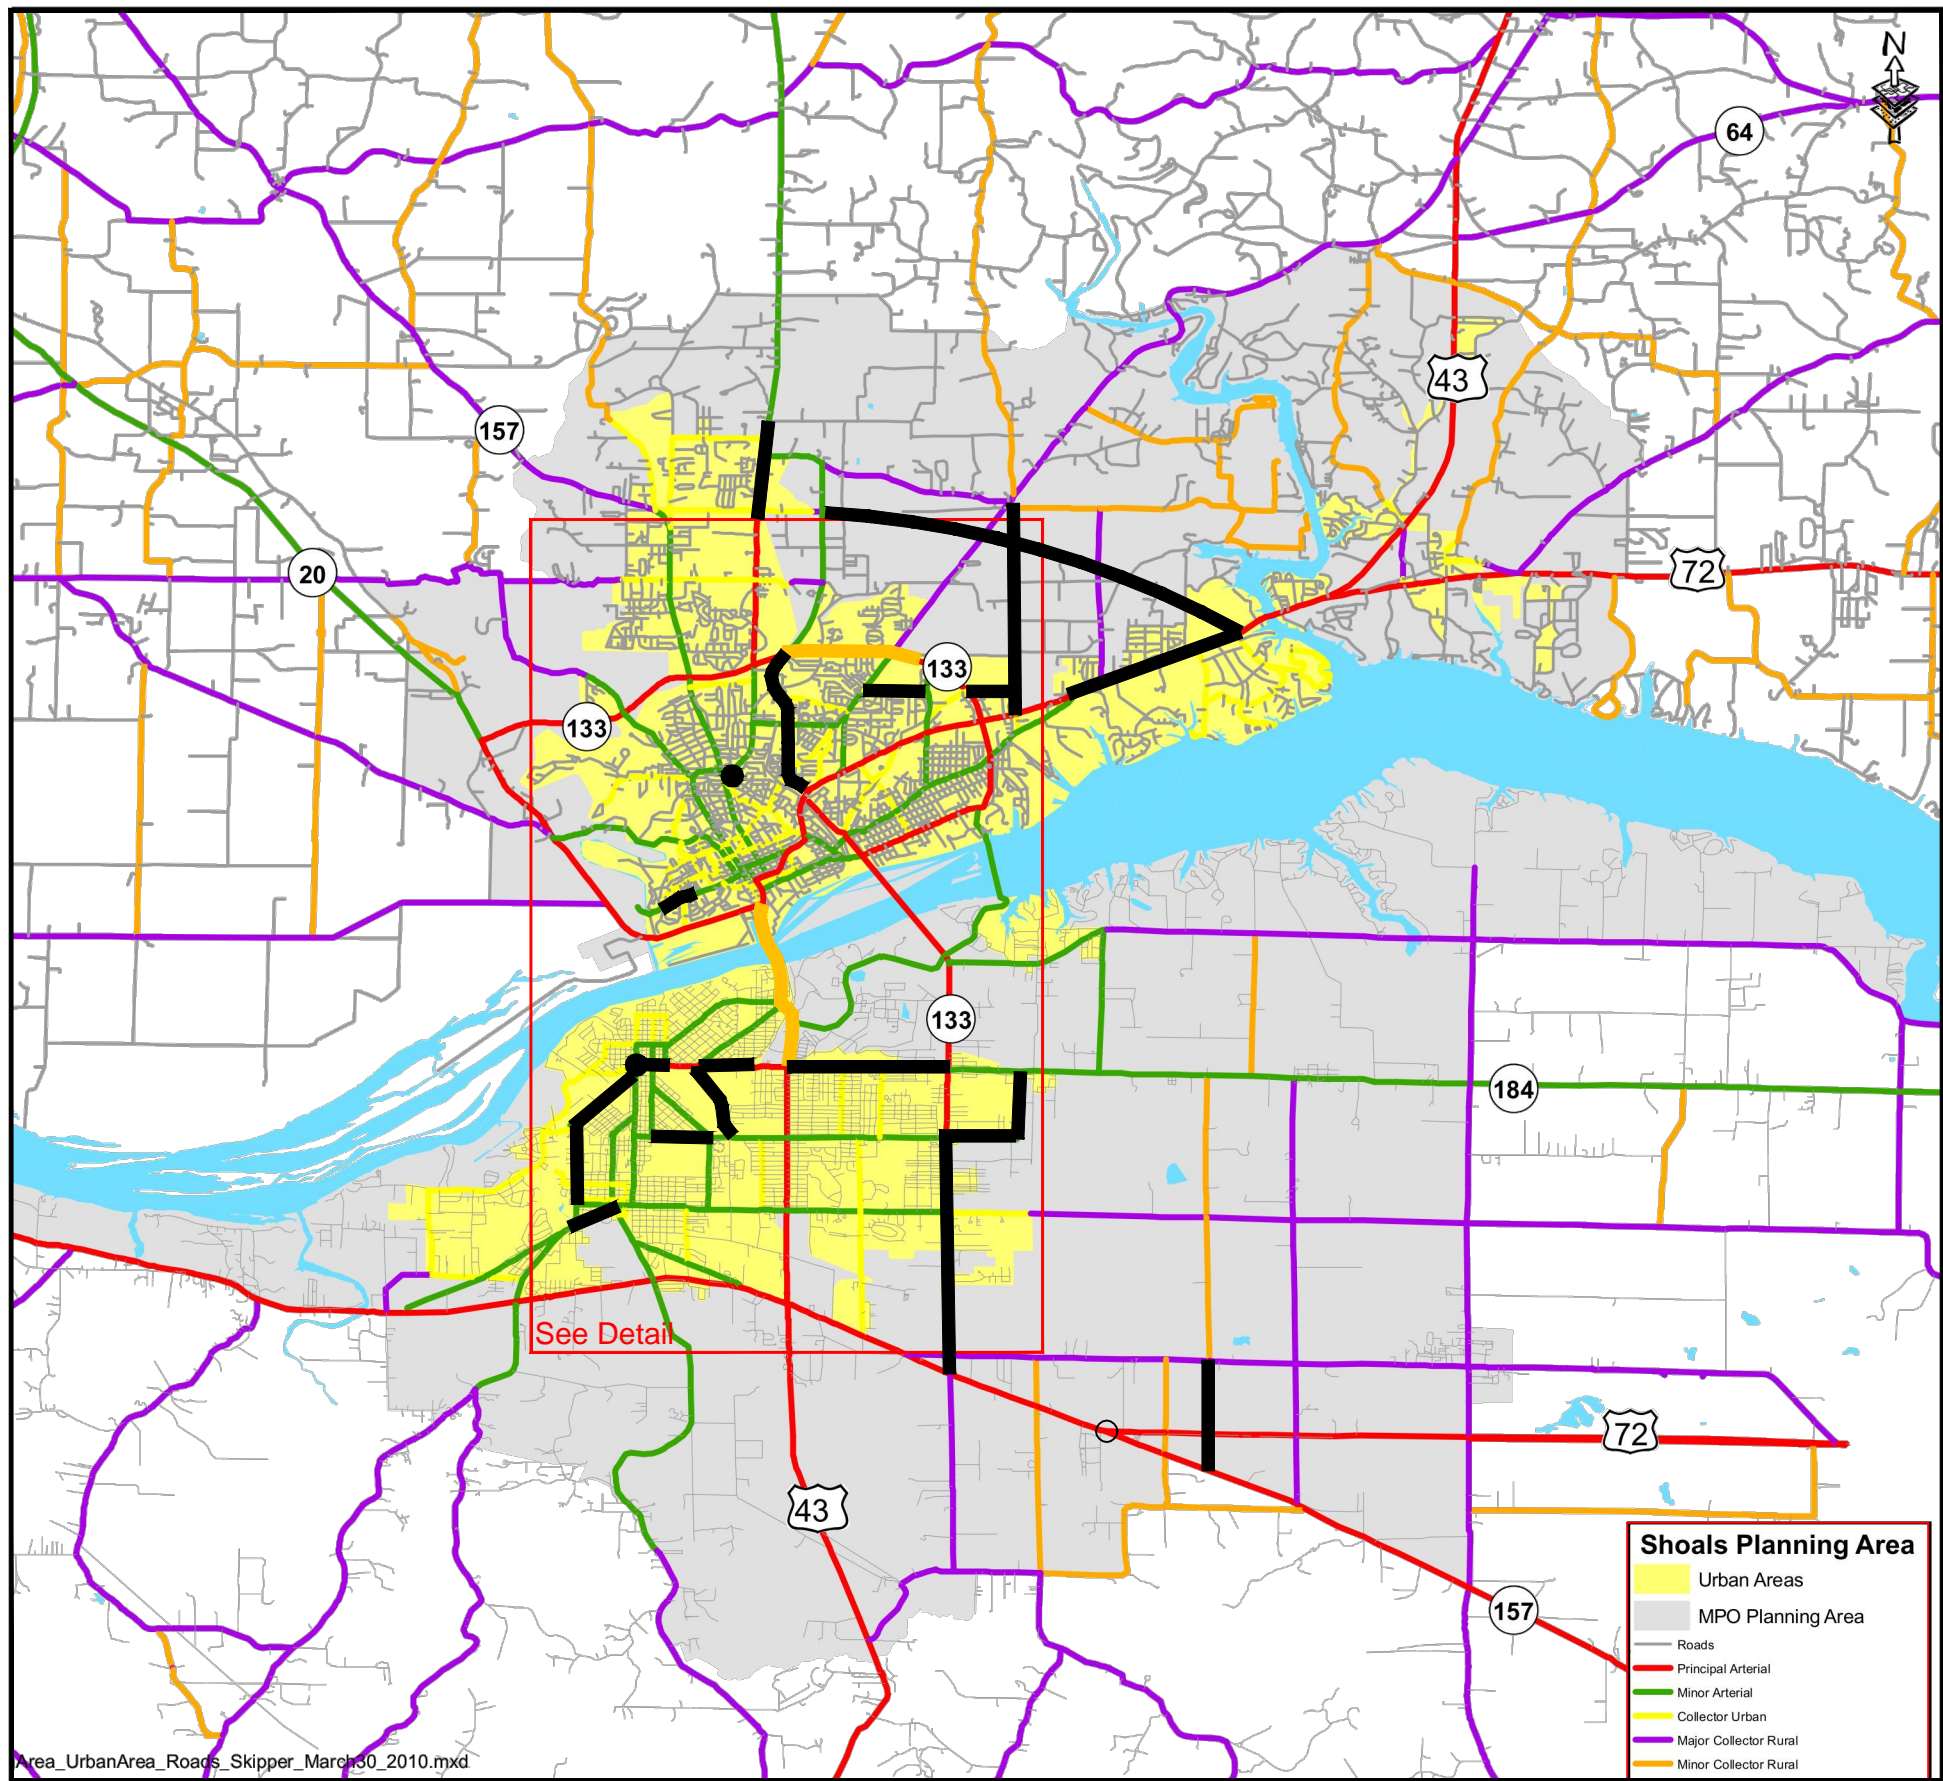 N
64
43
157
72
20
133
133
133
184
See Detail
72
43
157
Shoals Planning Area
Urban Areas
MPO Planning Area
Roads
Principal Arterial
Minor Arterial
Collector Urban
Major Collector Rural
Minor Collector Rural
Area_UrbanArea_Roads_Skipper_March30_2010.mxd